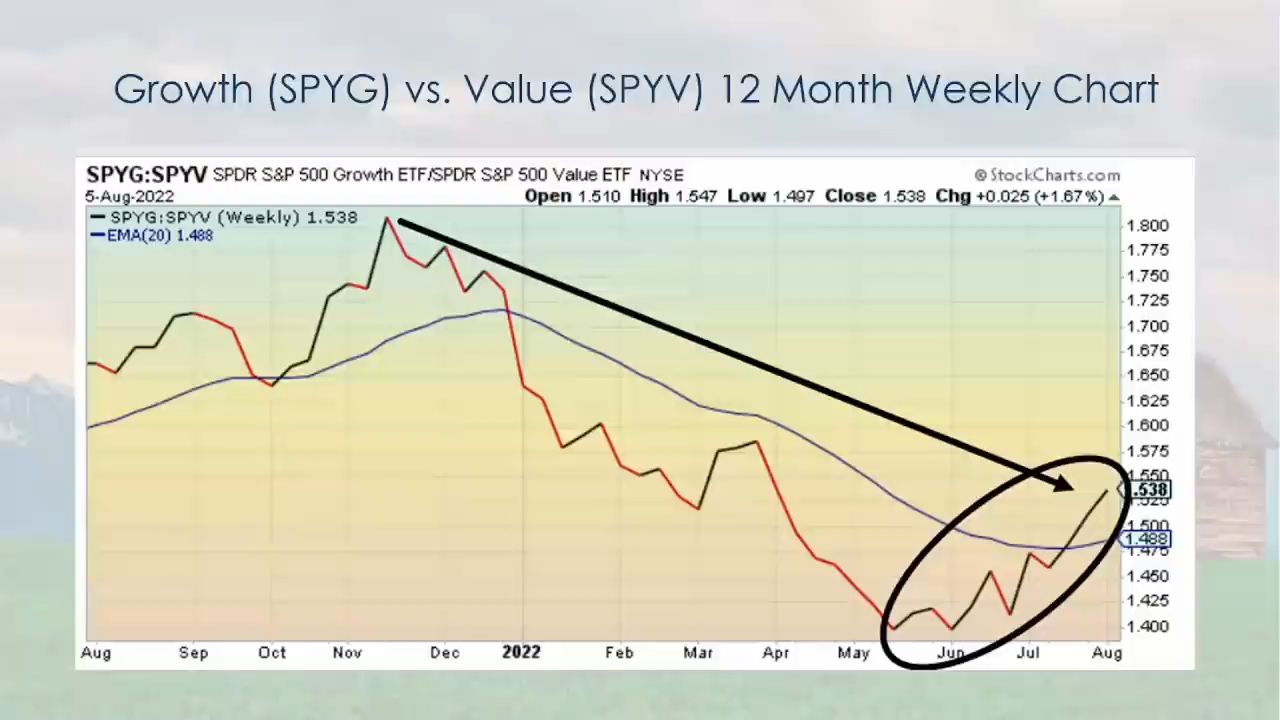 Growth (SPYG) vs. Value (SPYV) 12 Month Weekly Chart
SPYG:SPYV SPDR S&P 500 Growth ETF/SPDR S&P 500 Value ETF NYSE
© StockCharts.com
5-Aug-2022
Open 1.510 High 1.547 Low 1.497 Close 1.538 Chg +0.025 (+1.67%)
SPYG:SPYV (Weekly) 1.538
EMA(20) 1.488
1.800
1.775
1.750
1.725
1.700
1.675
1.650
1.625
1.600
1.575
1.550
.538
1.525
1.500
1.488
1.475
1.450
1.425
1.400
Aug Sep Oct Nov Dec 2022 Feb Mar Apr May Jun Jul Aug